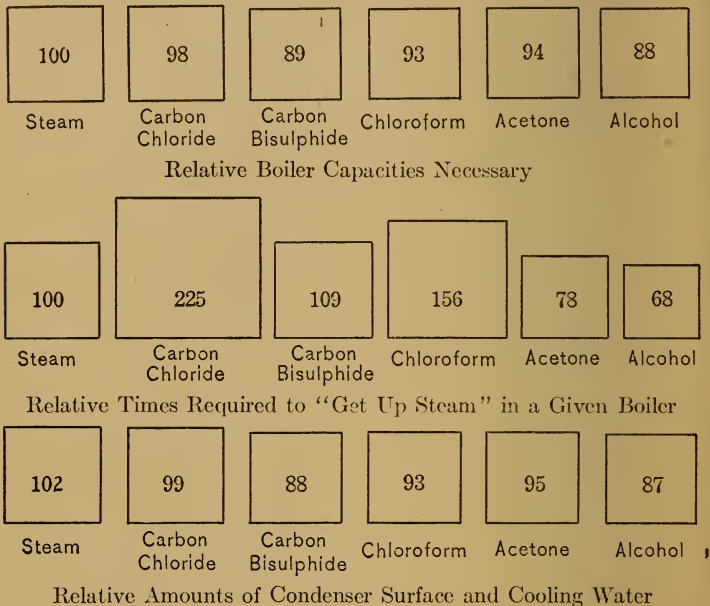 100 98 89 93 94 88
Steam Carbon Chloride Carbon Bisulphide Chloroform Acetone Alcohol
Relative Boiler Capacities Necessary
100 225 109 156 78 68
Steam Carbon Chloride Carbon Bisulphide Chloroform Acetone Alcohol
Relative Times Required to "Get Up Steam" in a Given Boiler
102 99 88 93 95 87
Steam Carbon Chloride Carbon Bisulphide Chloroform Acetone Alcohol
Relative Amounts of Condenser Surface and Cooling Water